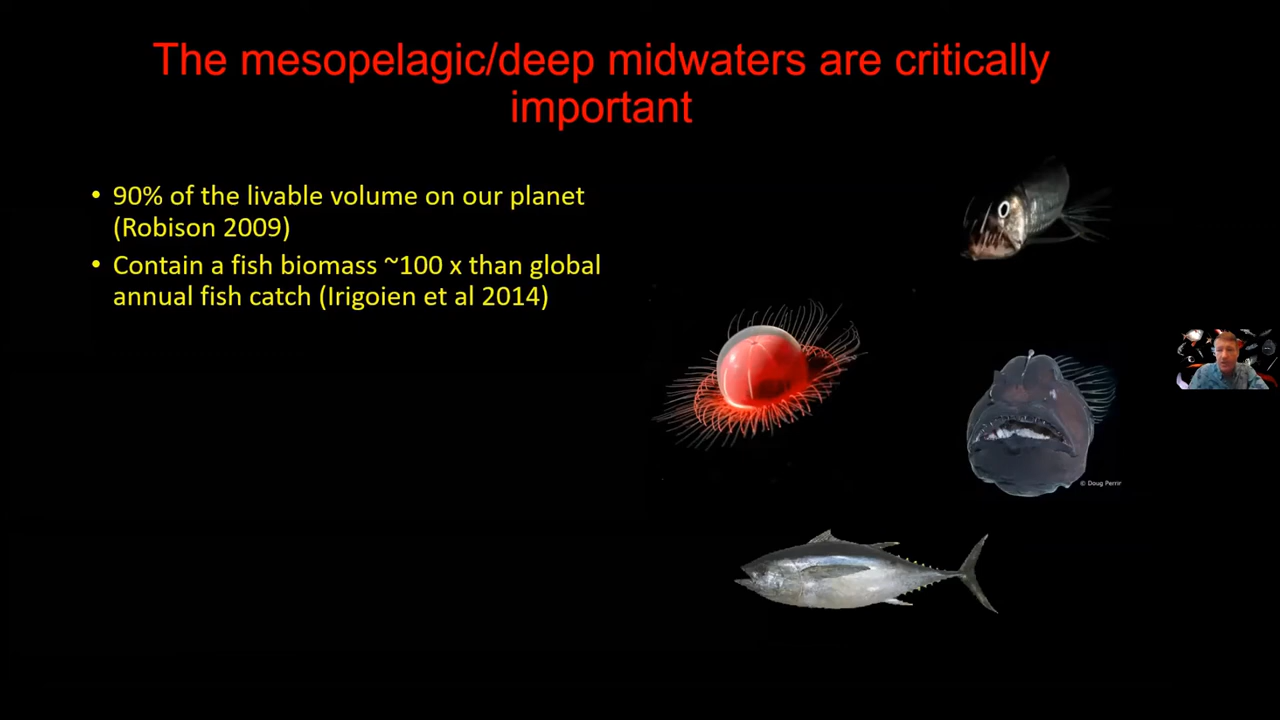 The mesopelagic/deep midwaters are critically
important
• 90% of the livable volume on our planet
(Robison 2009)
• Contain a fish biomass ~100 x than global
annual fish catch (Irigoien et al 2014)
© Doug Perrir